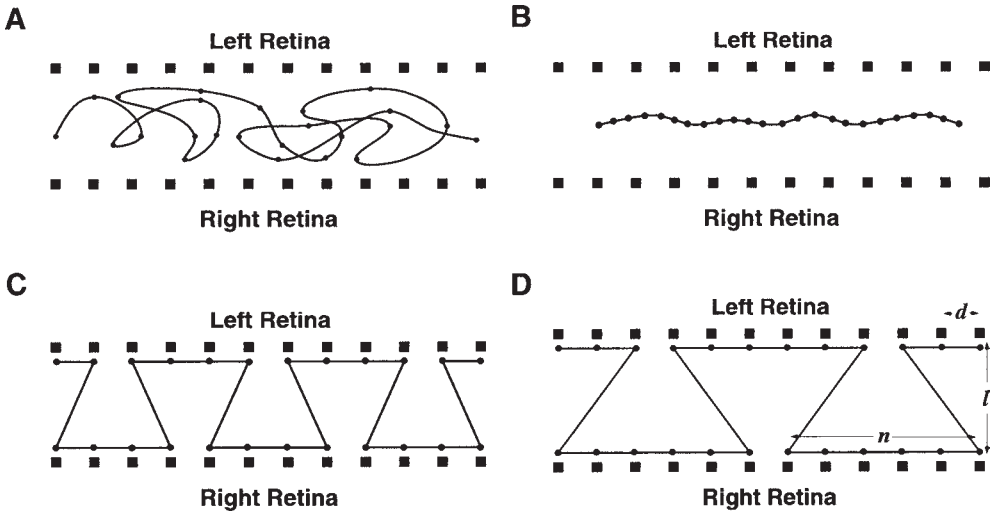 A
Left Retina
Right Retina
B
Left Retina
Right Retina
C
Left Retina
Right Retina
D
Left Retina
d
l
n
Right Retina